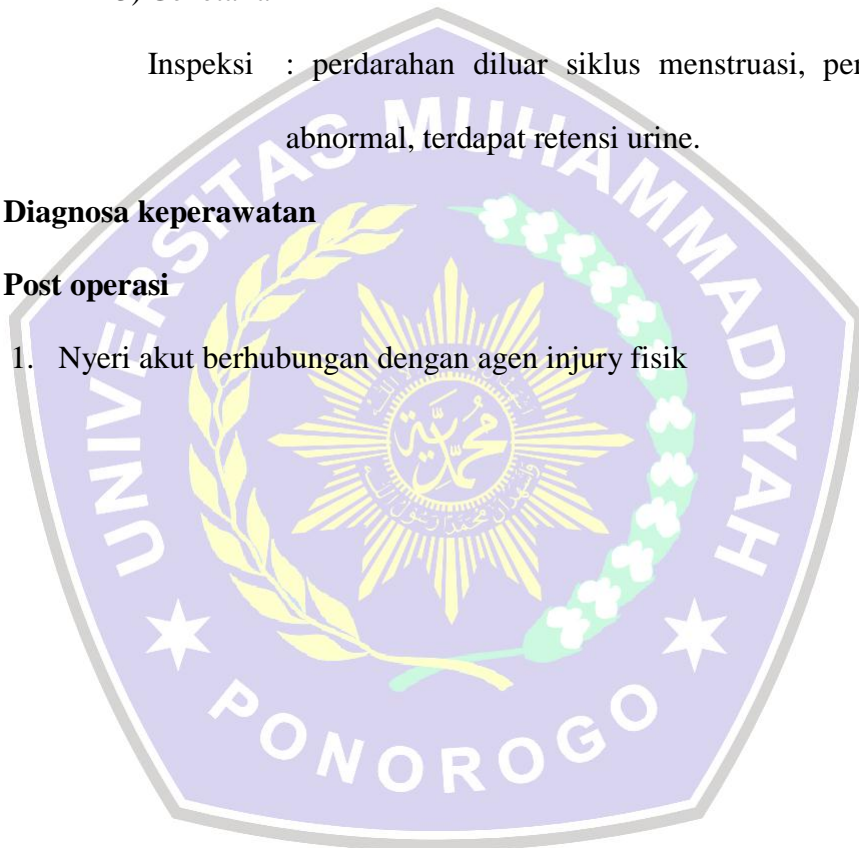 Inspeksi : perdarahan diluar siklus menstruasi,
abnormal, terdapat retensi urine.
Diagnosa keperawatan
Post operasi
1. Nyeri akut berhubungan dengan agen injury fisik
UNIVERSITAS MUHAMMADIYAH
محمدية
PONOROGO